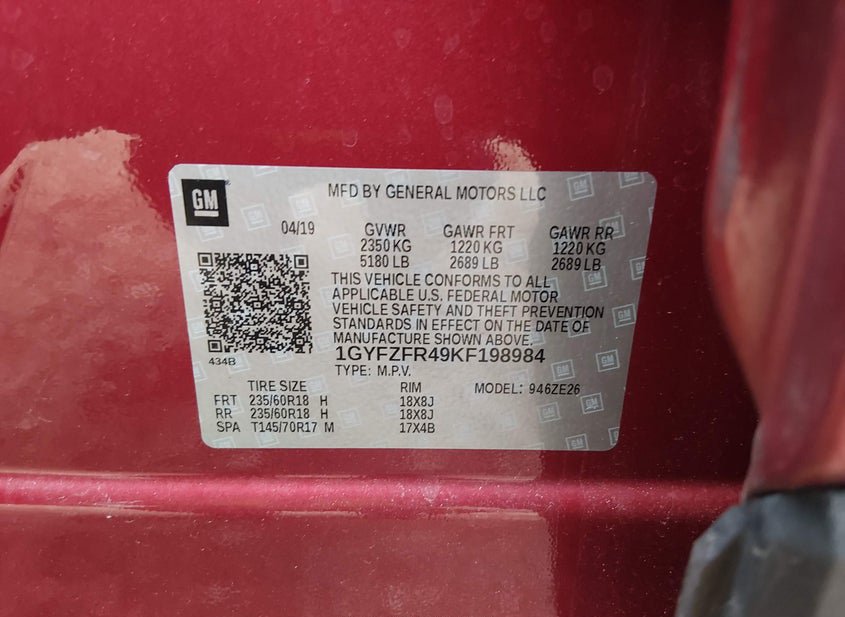 GM
MFD BY GENERAL MOTORS LLC
04/19 GVWR GAWR FRT GAWR RR
2350 KG 1220 KG 1220 KG
5180 LB 2689 LB 2689 LB
THIS VEHICLE CONFORMS TO ALL
APPLICABLE U.S. FEDERAL MOTOR
VEHICLE SAFETY AND THEFT PREVENTION
STANDARDS IN EFFECT ON THE DATE OF
MANUFACTURE SHOWN ABOVE.
434B
1GYFZFR49KF198984
TYPE: M.P.V.
TIRE SIZE RIM MODEL: 946ZE26
FRT 235/60R18 H 18X8J
RR 235/60R18 H 18X8J
SPA T145/70R17 M 17X4B